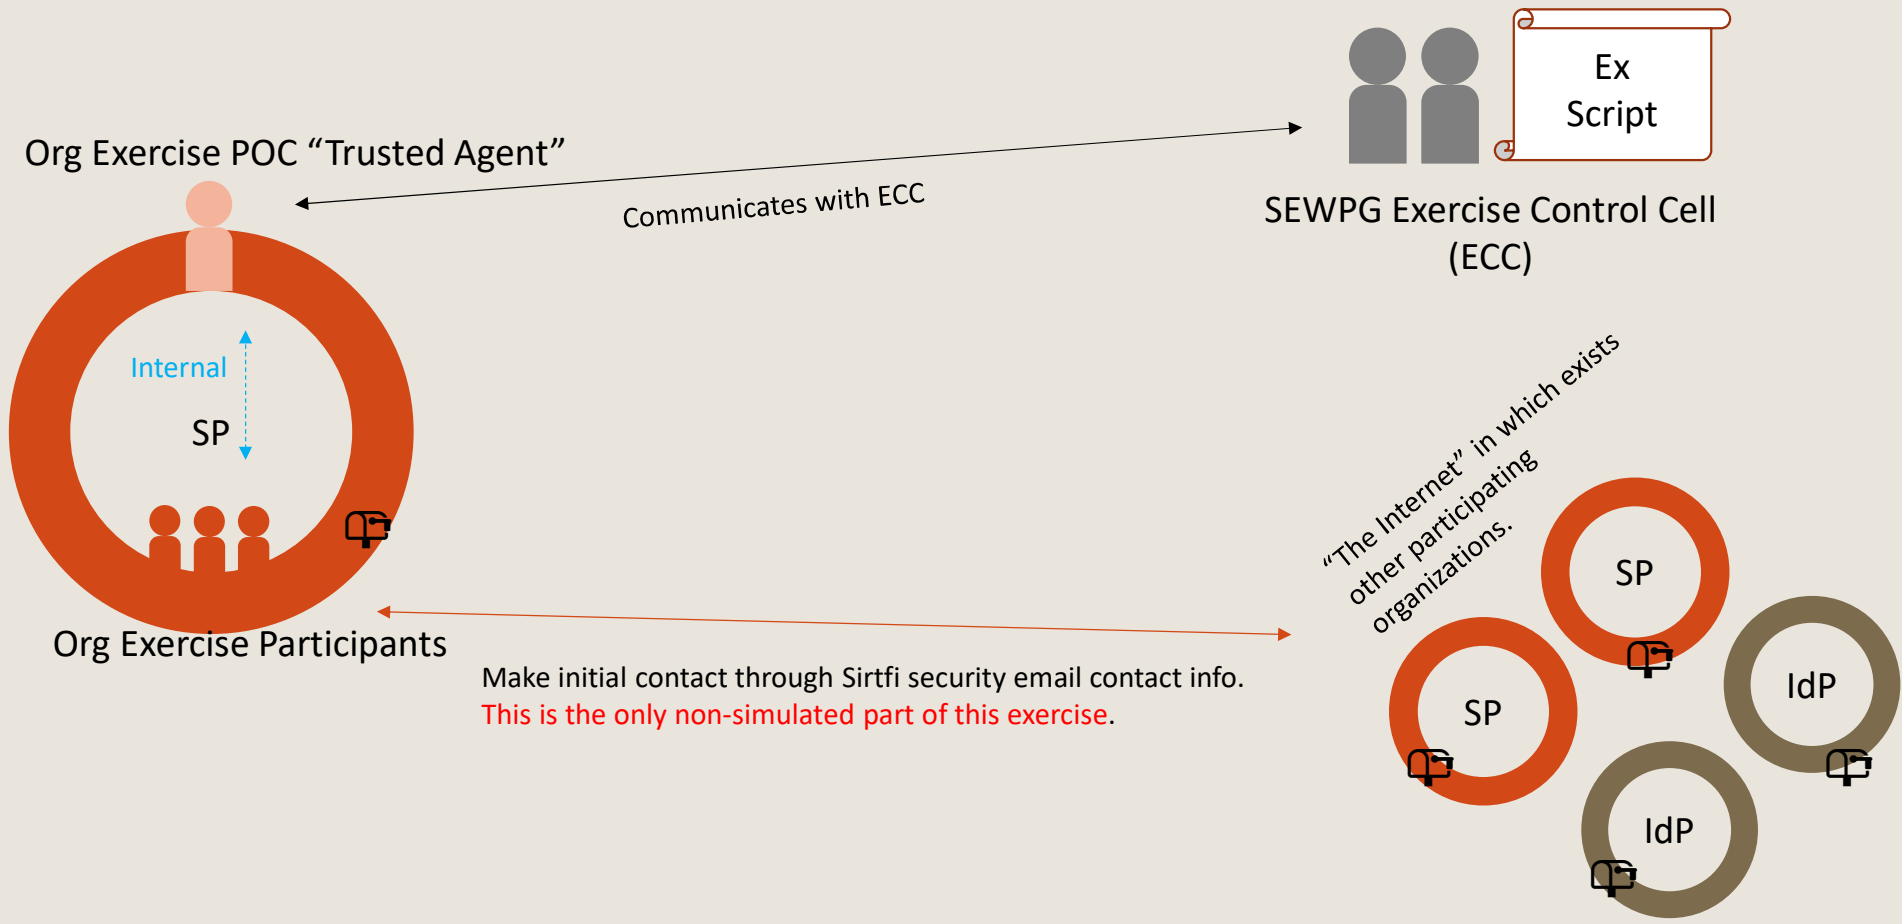 Ex
Script
Org Exercise POC “Trusted Agent”
Communicates with ECC
SEWPG Exercise Control Cell
(ECC)
Internal
SP
Org Exercise Participants
Make initial contact through Sirtfi security email contact info.
This is the only non-simulated part of this exercise.
“The Internet” in which exists
other participating
organizations.
SP
SP
IdP
IdP